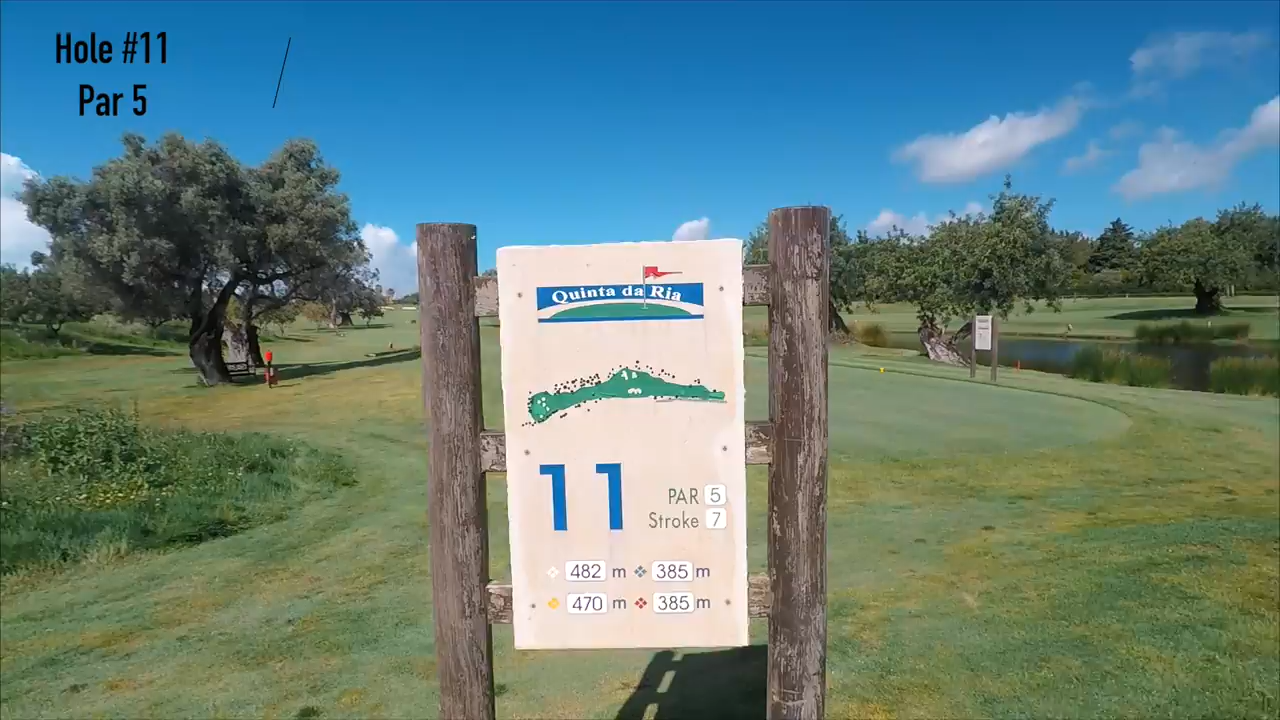 Hole #11
Par 5
Quinta da Ria
11
PAR 5
Stroke 7
482 m 385 m
470 m 385 m